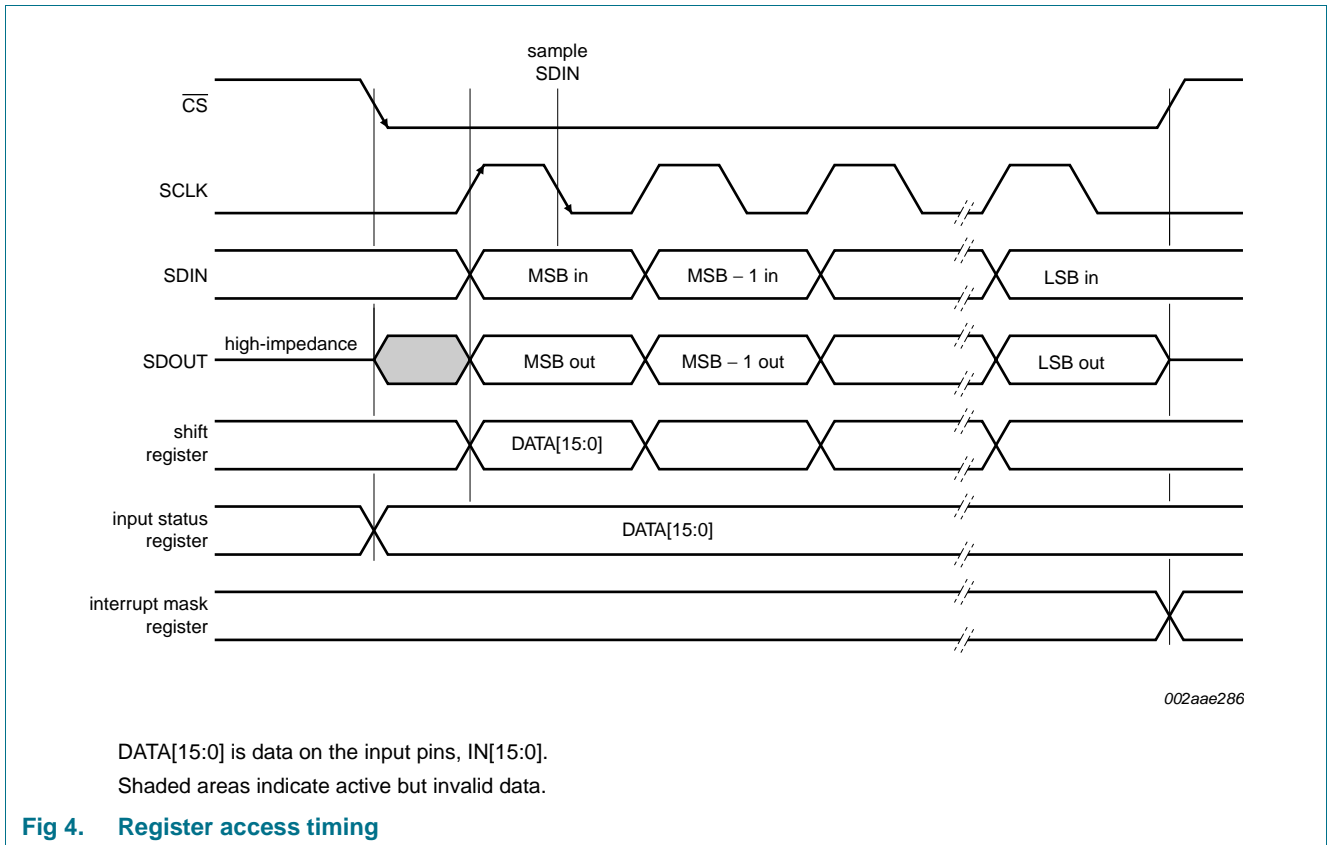 sample
SDIN
CS
SCLK
SDIN
MSB in
MSB − 1 in
LSB in
SDOUT
high-impedance
MSB out
MSB − 1 out
LSB out
shift
register
DATA[15:0]
input status
register
DATA[15:0]
interrupt mask
register
002aae286
DATA[15:0] is data on the input pins, IN[15:0].
Shaded areas indicate active but invalid data.
Fig 4. Register access timing